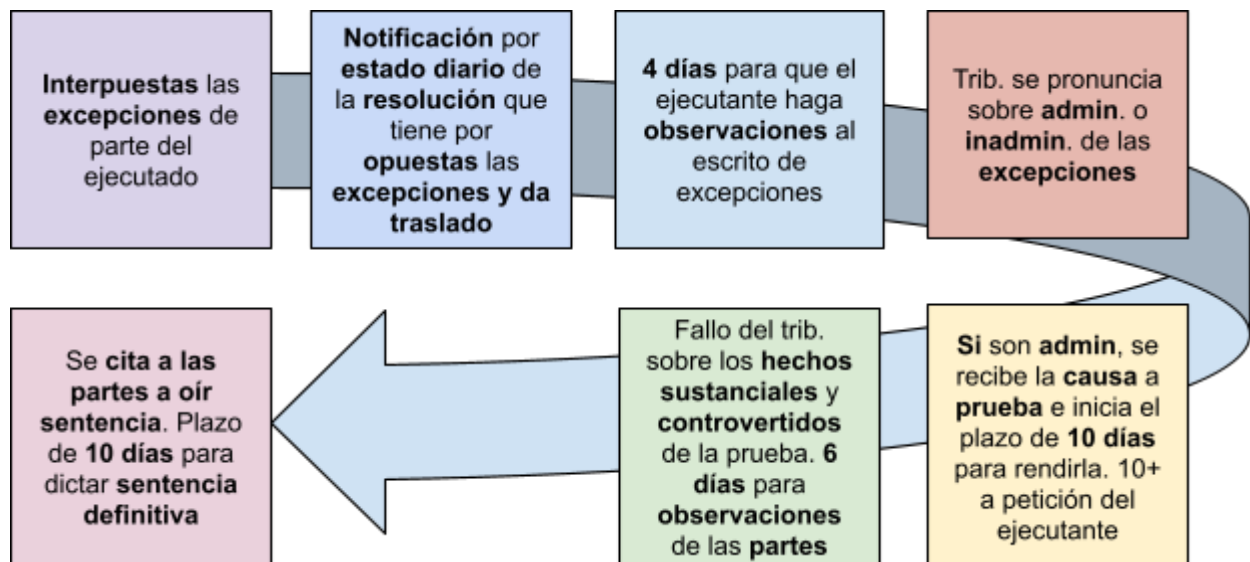 Interpuestas las
excepciones de
parte del
ejecutado
Notificación por
estado diario de
la resolución que
tiene por
opuestas las
excepciones y da
traslado
4 días para que el
ejecutante haga
observaciones al
escrito de
excepciones
Trib. se pronuncia
sobre admin. o
inadmin. de las
excepciones
Si son admin, se
recibe la causa a
prueba e inicia el
plazo de 10 días
para rendirla. 10+
a petición del
ejecutante
Fallo del trib.
sobre los hechos
sustanciales y
controvertidos
de la prueba. 6
días para
observaciones
de las partes
Se cita a las
partes a oír
sentencia. Plazo
de 10 días para
dictar sentencia
definitiva